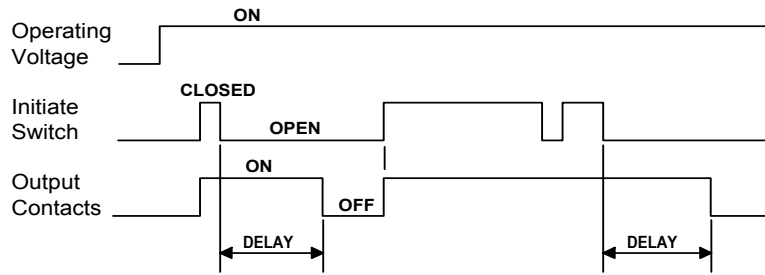 ON
Operating
Voltage
CLOSED
Initiate
Switch
OPEN
ON
Output
Contacts
OFF
DELAY
DELAY